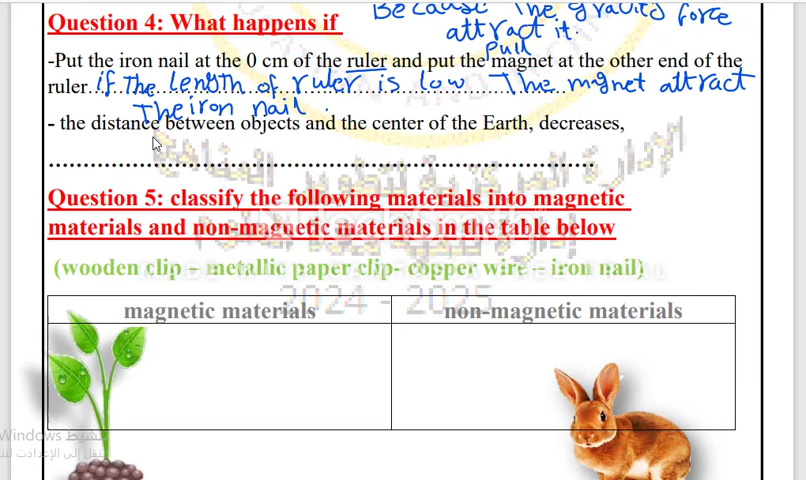 Because The gravity force
Question 4: What happens if
attract it.
pull
-Put the iron nail at the 0 cm of the ruler and put the magnet at the other end of the
ruler if The length of ruler is low The magnet attract
The iron nail .
- the distance between objects and the center of the Earth, decreases,
Question 5: classify the following materials into magnetic
materials and non-magnetic materials in the table below
(wooden clip – metallic paper clip- copper wire – iron nail)
2024 - 2025
magnetic materials non-magnetic materials